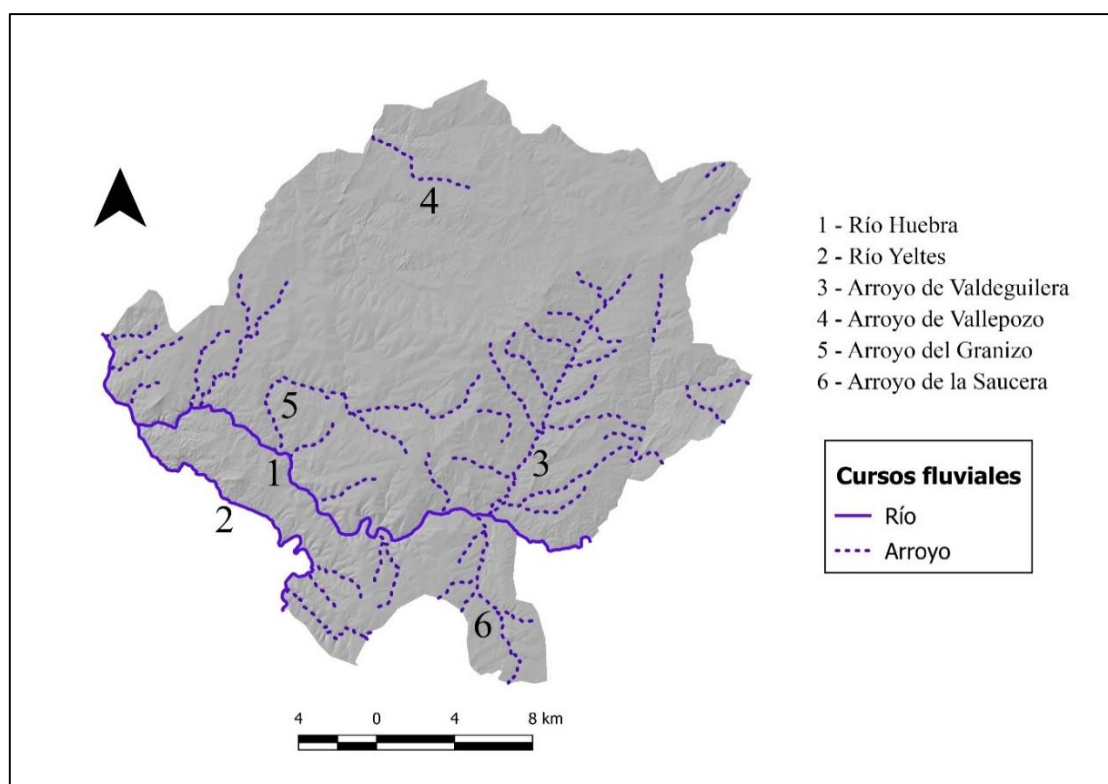 4
1 - Río Huebra
2 - Río Yeltes
3 - Arroyo de Valdeguilera
4 - Arroyo de Vallepozo
5 - Arroyo del Granizo
6 - Arroyo de la Saucera
5
1
3
2
6
Cursos fluviales
Río
Arroyo
4 0 4 8 km